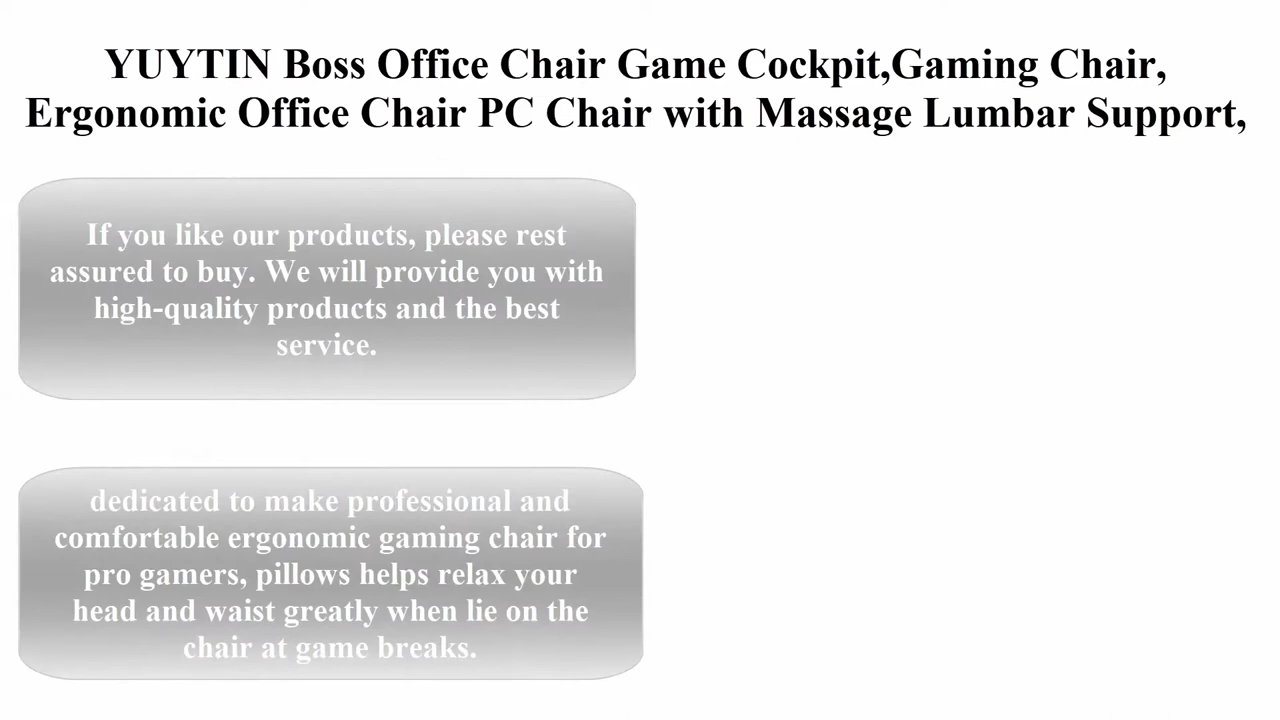 YUYTIN Boss Office Chair Game Cockpit,Gaming Chair,
Ergonomic Office Chair PC Chair with Massage Lumbar Support,
If you like our products, please rest
assured to buy. We will provide you with
high-quality products and the best
service.
dedicated to make professional and
comfortable ergonomic gaming chair for
pro gamers, pillows helps relax your
head and waist greatly when lie on the
chair at game breaks.